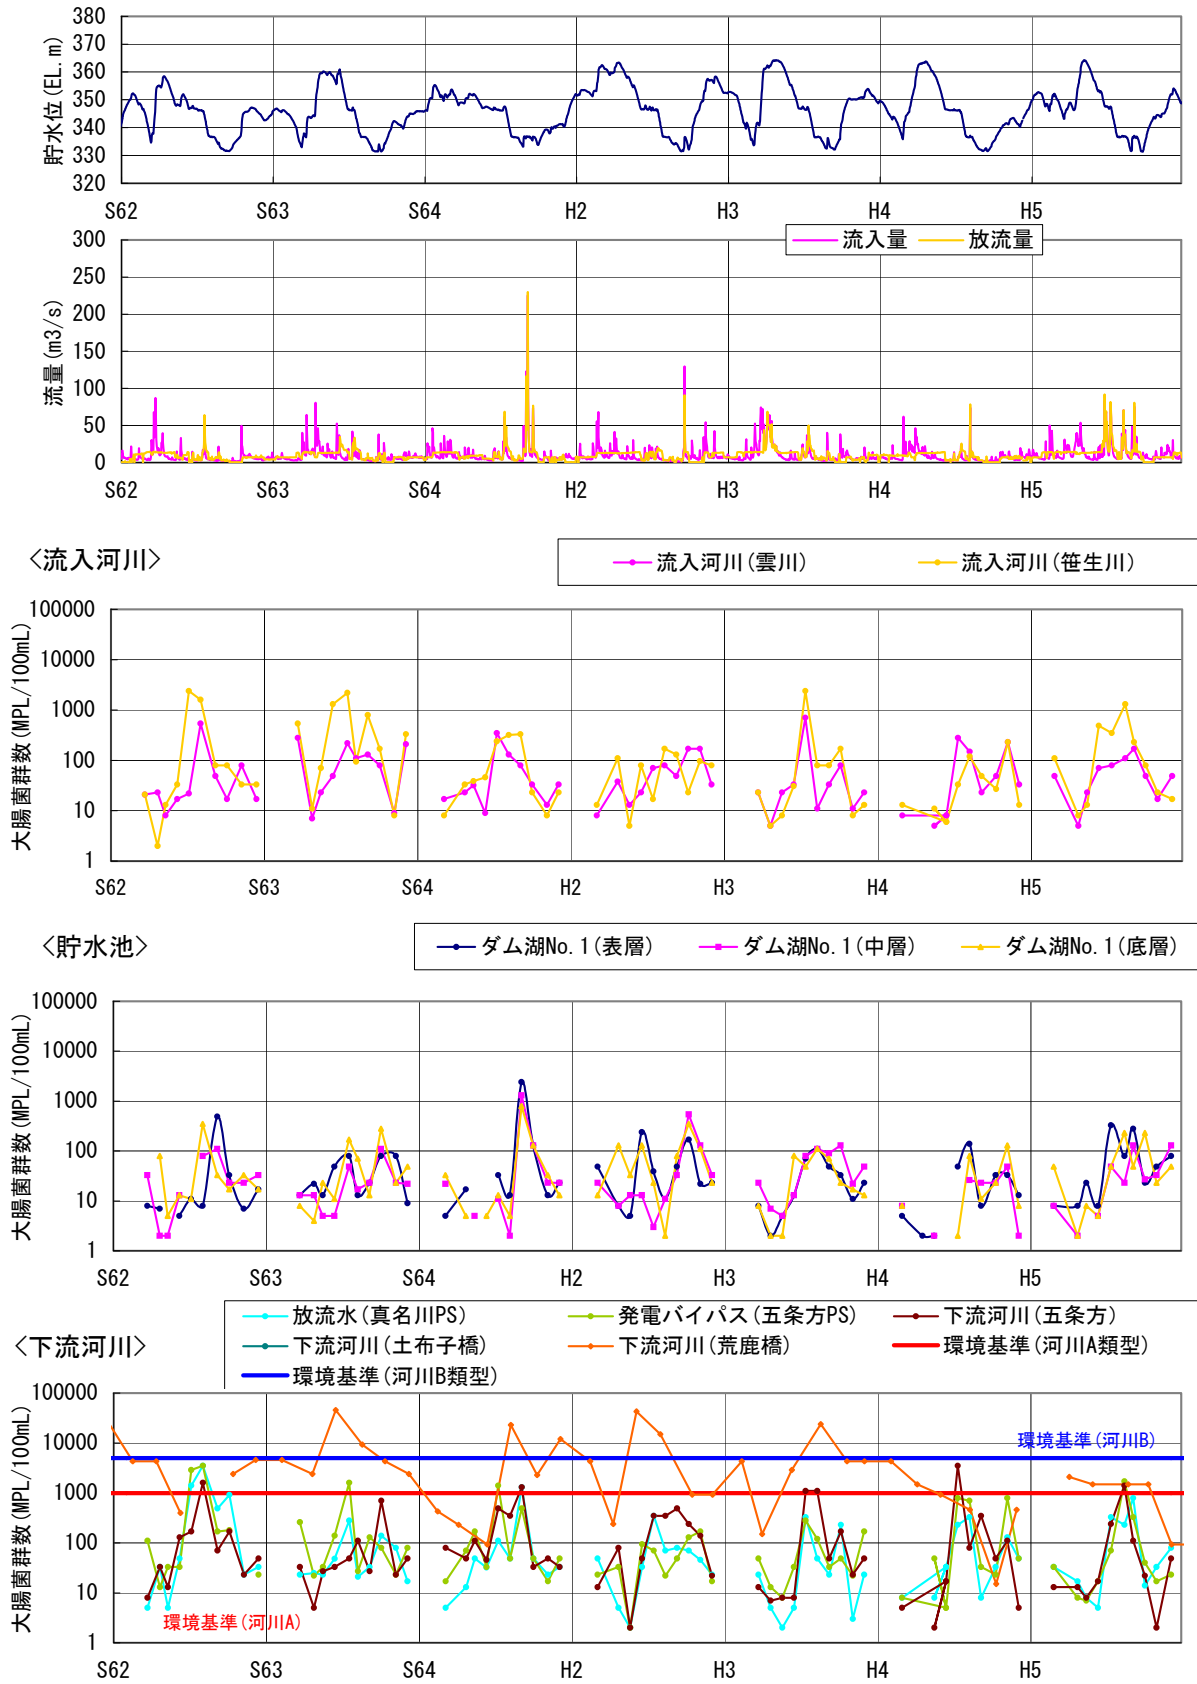 380
370
360
350
340
330
320
貯水位(EL.m)
S62 S63 S64 H2 H3 H4 H5
流入量 放流量
300
250
200
150
100
50
0
流量(m3/s)
S62 S63 S64 H2 H3 H4 H5
<流入河川>
流入河川(雲川) 流入河川(笹生川)
100000
10000
1000
100
10
1
大腸菌群数(MPL/100mL)
S62 S63 S64 H2 H3 H4 H5
<貯水池>
ダム湖No.1(表層) ダム湖No.1(中層) ダム湖No.1(底層)
100000
10000
1000
100
10
1
大腸菌群数(MPL/100mL)
S62 S63 S64 H2 H3 H4 H5
<下流河川>
放流水(真名川PS) 発電バイパス(五条方PS) 下流河川(五条方)
下流河川(土布子橋) 下流河川(荒鹿橋) 環境基準(河川A類型)
環境基準(河川B類型)
100000
10000
1000
100
10
1
大腸菌群数(MPL/100mL)
環境基準(河川B)
環境基準(河川A)
S62 S63 S64 H2 H3 H4 H5